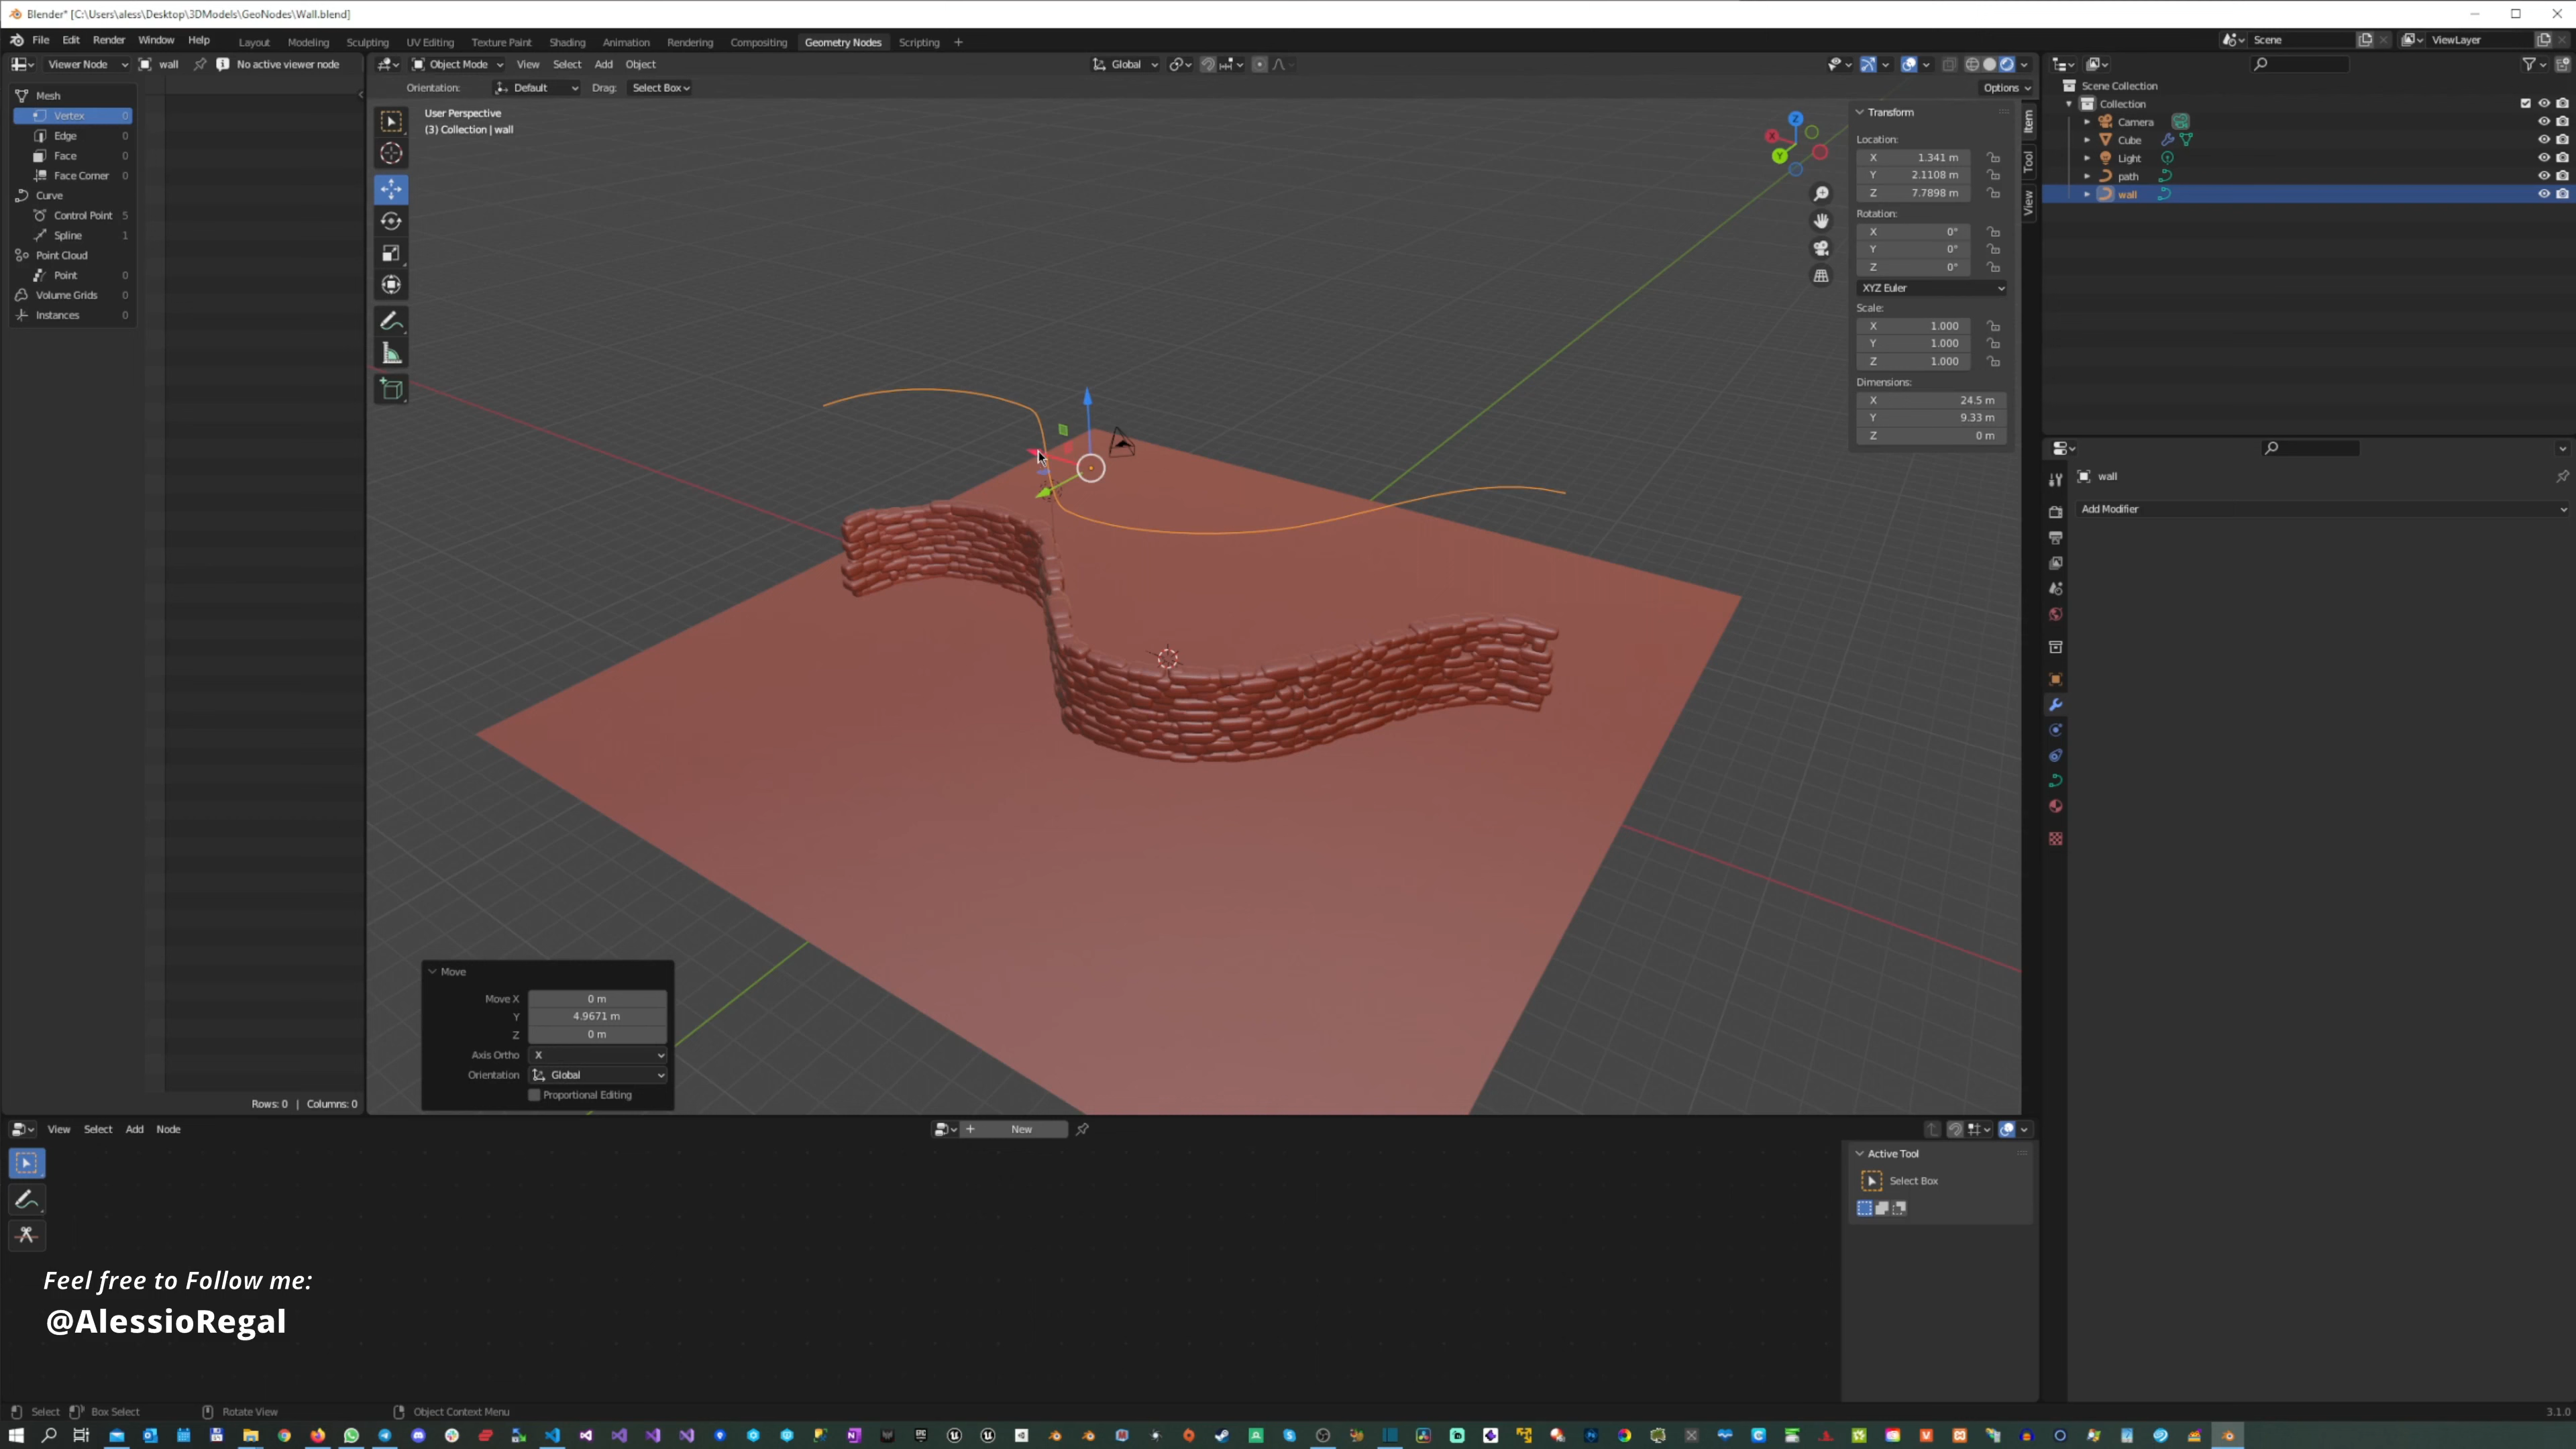 Blender* [C:\Users\aless\Desktop\3DModels\GeoNodes\Wall.blend]
File Edit Render Window Help Layout Modeling Sculpting UV Editing Texture Paint Shading Animation Rendering Compositing Geometry Nodes Scripting +
Scene
ViewLayer
Viewer Node
wall
No active viewer node
Mesh
Vertex 0
Edge 0
Face 0
Face Corner 0
Curve
Control Point 5
Spline 1
Point Cloud
Point 0
Volume Grids 0
Instances 0
Rows: 0 | Columns: 0
Object Mode View Select Add Object
Global
Orientation: Default Drag: Select Box
Options
User Perspective
(3) Collection | wall
Z
X
Y
Transform
Location:
X 1.341 m
Y 2.1108 m
Z 7.7898 m
Rotation:
X 0°
Y 0°
Z 0°
XYZ Euler
Scale:
X 1.000
Y 1.000
Z 1.000
Dimensions:
X 24.5 m
Y 9.33 m
Z 0 m
Item
Tool
View
Move
Move X 0 m
Y 4.9671 m
Z 0 m
Axis Ortho X
Orientation Global
Proportional Editing
Scene Collection
Collection
Camera
Cube
Light
path
wall
wall
Add Modifier
View Select Add Node
+ New
Active Tool
Select Box
Feel free to Follow me:
@AlessioRegal
Select Box Select Rotate View Object Context Menu
3.1.0